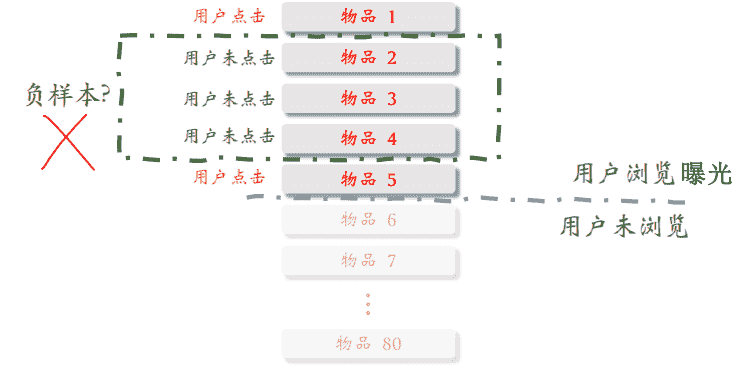 用户点击 物品 1
用户未点击 物品 2
负样本?
用户未点击 物品 3
用户未点击 物品 4
用户点击 物品 5
用户浏览曝光
物品 6
用户未浏览
物品 7
物品 80